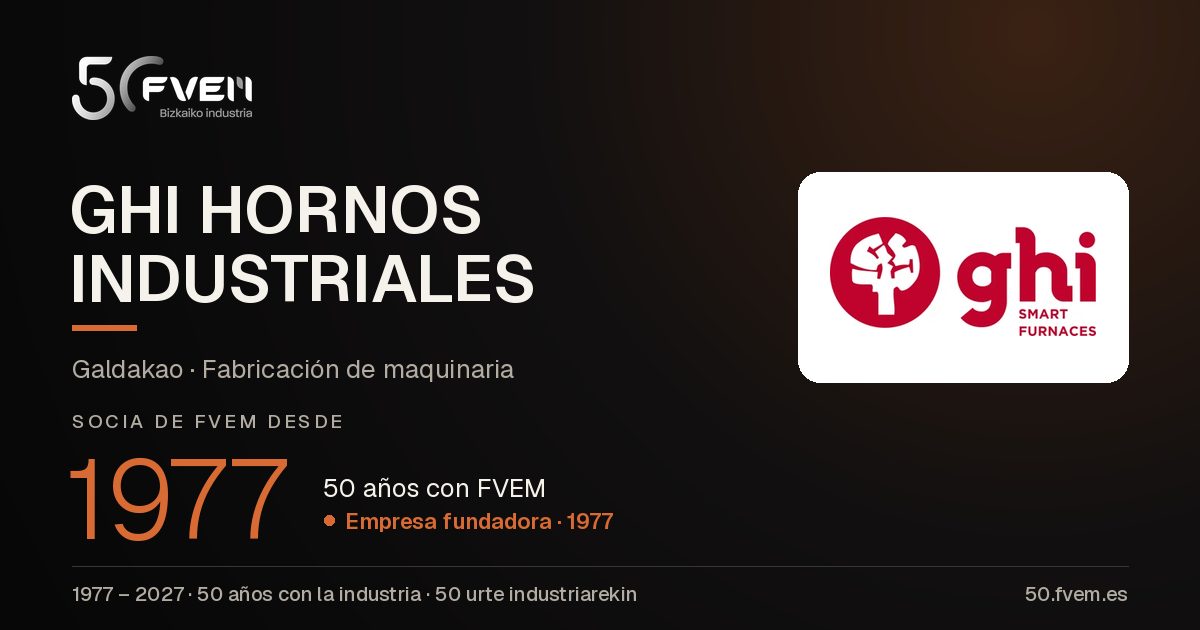 50 FVEM
Bizkaiko industria
GHI HORNOS
INDUSTRIALES
ghi
SMART
FURNACES
Galdakao · Fabricación de maquinaria
SOCIA DE FVEM DESDE
1977
50 años con FVEM
Empresa fundadora · 1977
1977 – 2027 · 50 años con la industria · 50 urte industriarekin
50.fvem.es